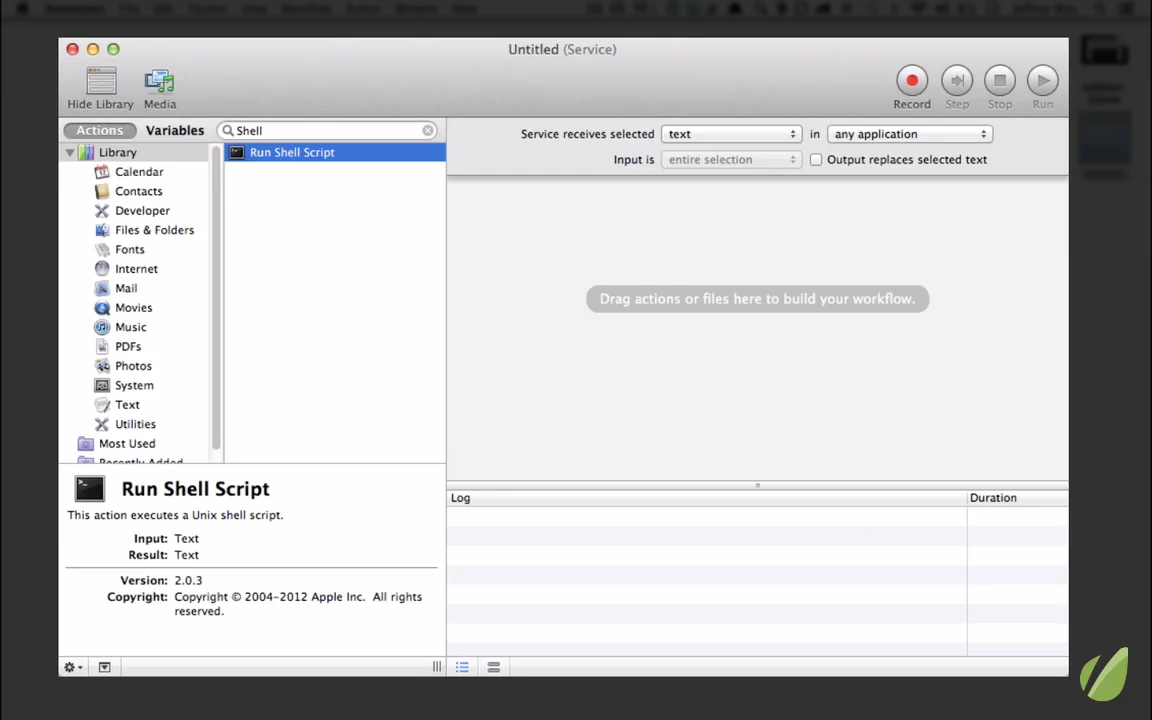 Untitled (Service)
Hide Library
Media
Record
Step
Stop
Run
Actions
Variables
Shell
Service receives selected
text
in
any application
Input is
entire selection
Output replaces selected text
Library
Calendar
Contacts
Developer
Files & Folders
Fonts
Internet
Mail
Movies
Music
PDFs
Photos
System
Text
Utilities
Most Used
Recently Added
Run Shell Script
Drag actions or files here to build your workflow.
Run Shell Script
This action executes a Unix shell script.
Input: Text
Result: Text
Version: 2.0.3
Copyright: Copyright © 2004-2012 Apple Inc. All rights
reserved.
Log
Duration